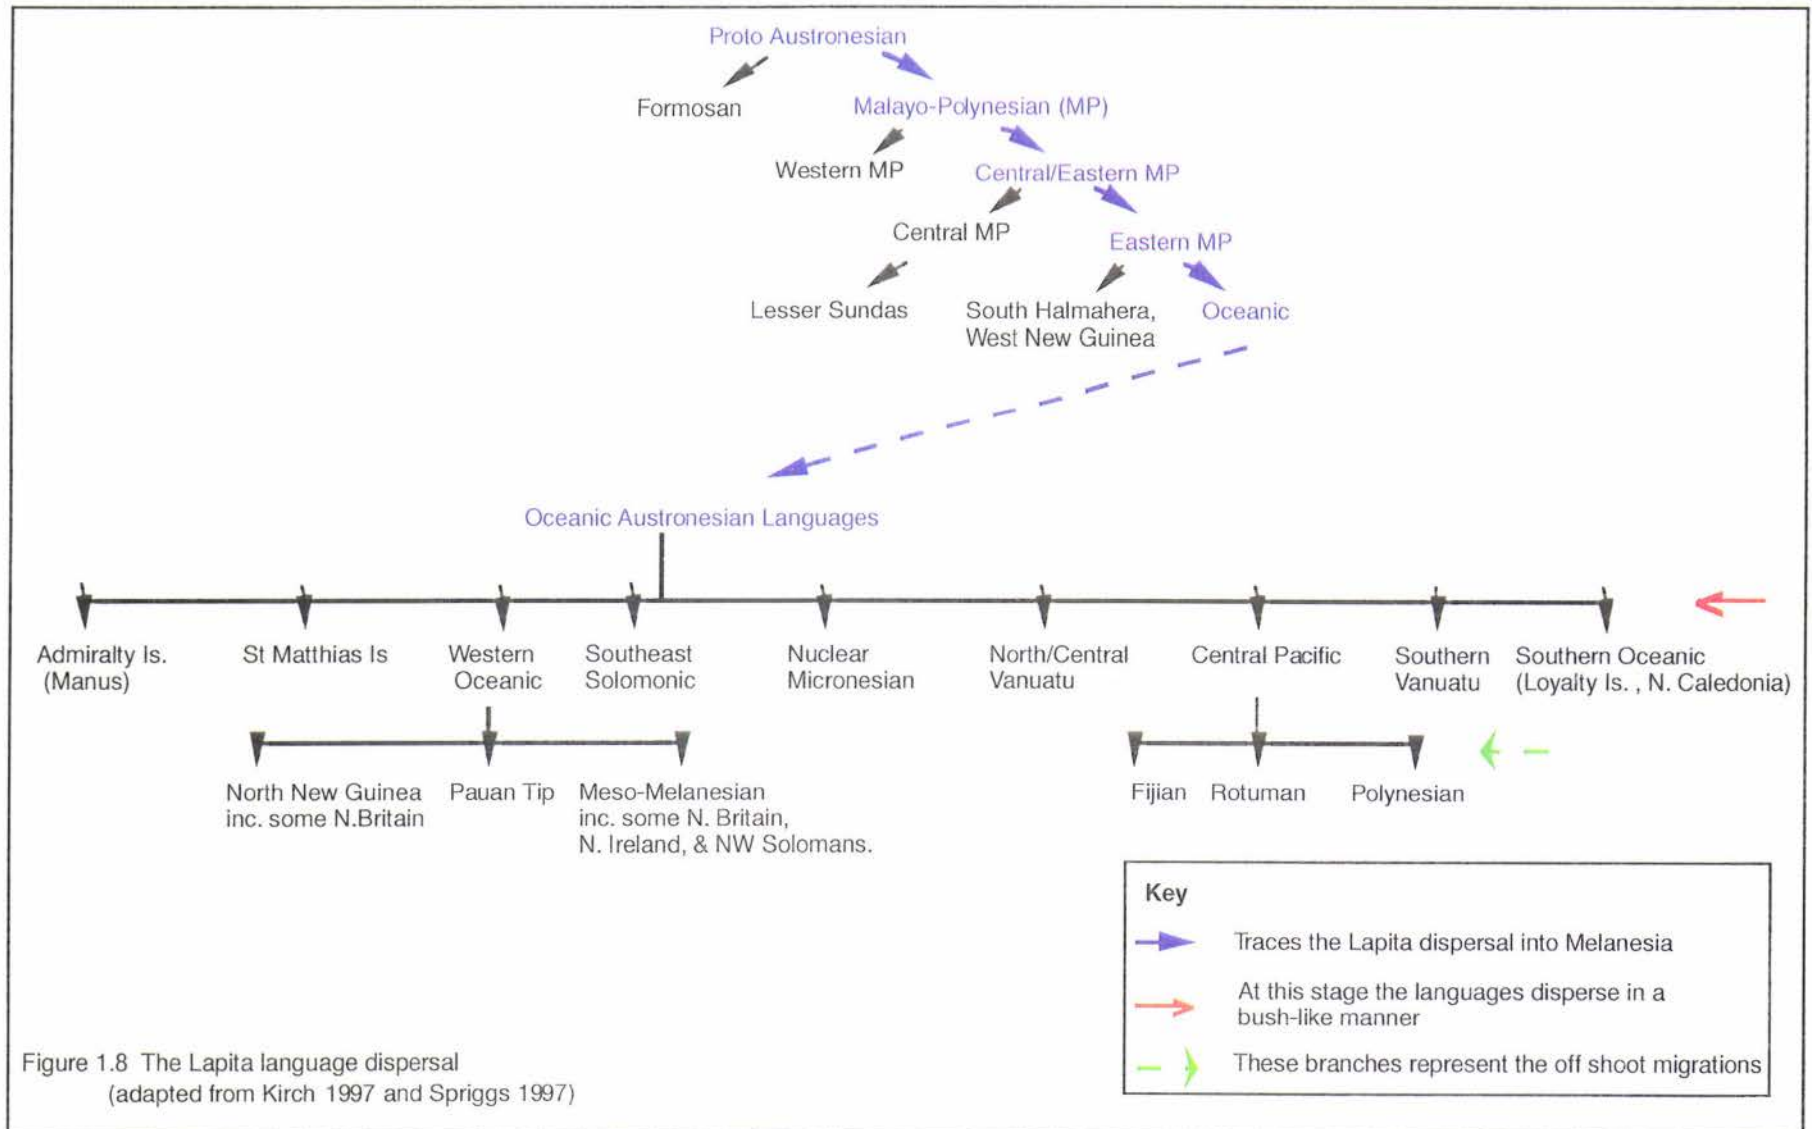 Proto Austronesian
Formosan
Malayo-Polynesian (MP)
Western MP
Central/Eastern MP
Central MP
Eastern MP
Lesser Sundas
South Halmahera,
West New Guinea
Oceanic
Oceanic Austronesian Languages
Admiralty Is.
(Manus)
St Matthias Is
Western
Oceanic
Southeast
Solomonic
Nuclear
Micronesian
North/Central
Vanuatu
Central Pacific
Southern
Vanuatu
Southern Oceanic
(Loyalty Is. , N. Caledonia)
North New Guinea
inc. some N.Britain
Pauan Tip
Meso-Melanesian
inc. some N. Britain,
N. Ireland, & NW Solomans.
Fijian
Rotuman
Polynesian
Key
Traces the Lapita dispersal into Melanesia
At this stage the languages disperse in a
bush-like manner
These branches represent the off shoot migrations
Figure 1.8 The Lapita language dispersal
(adapted from Kirch 1997 and Spriggs 1997)